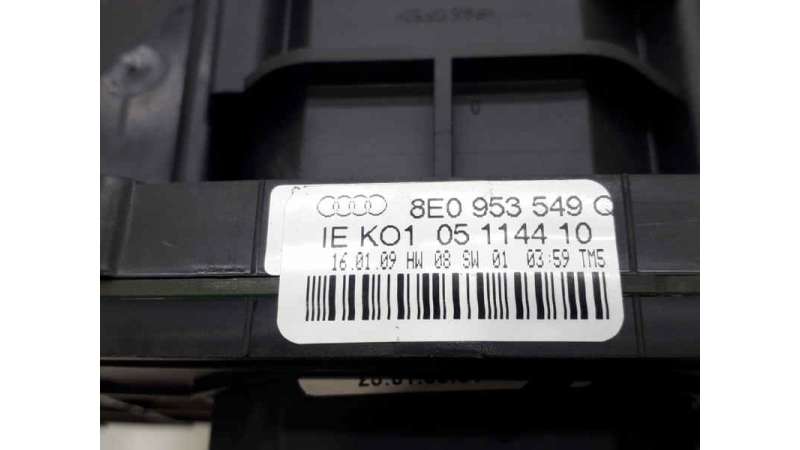 8E0 953 549 Q
IE KO1 05 1144 10
16.01.09 HW 08 SW 01 03:59 TM5